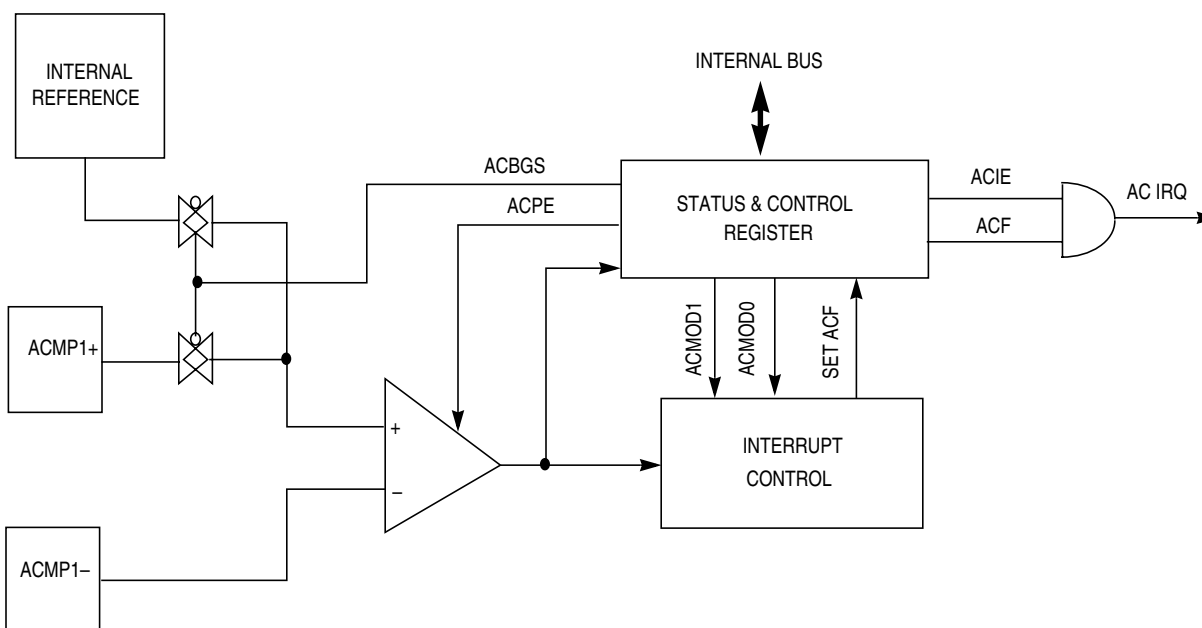 INTERNAL
REFERENCE
INTERNAL BUS
ACBGS
ACPE
STATUS & CONTROL
REGISTER
ACIE
ACF
AC IRQ
ACMOD1
ACMOD0
SET ACF
ACMP1+
+
–
INTERRUPT
CONTROL
ACMP1–